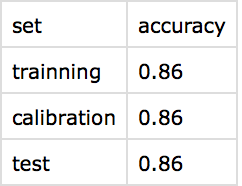 set accuracy
trainning 0.86
calibration 0.86
test 0.86